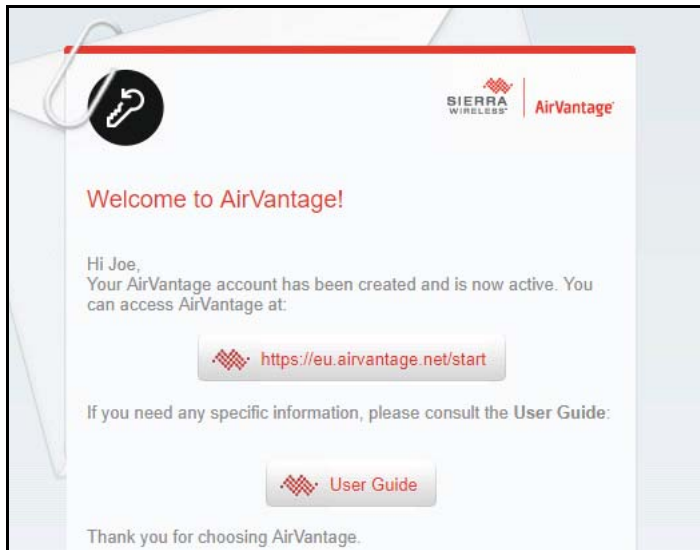 SIERRA
WIRELESS
AirVantage
Welcome to AirVantage!
Hi Joe,
Your AirVantage account has been created and is now active. You
can access AirVantage at:
https://eu.airvantage.net/start
If you need any specific information, please consult the User Guide:
User Guide
Thank you for choosing AirVantage.